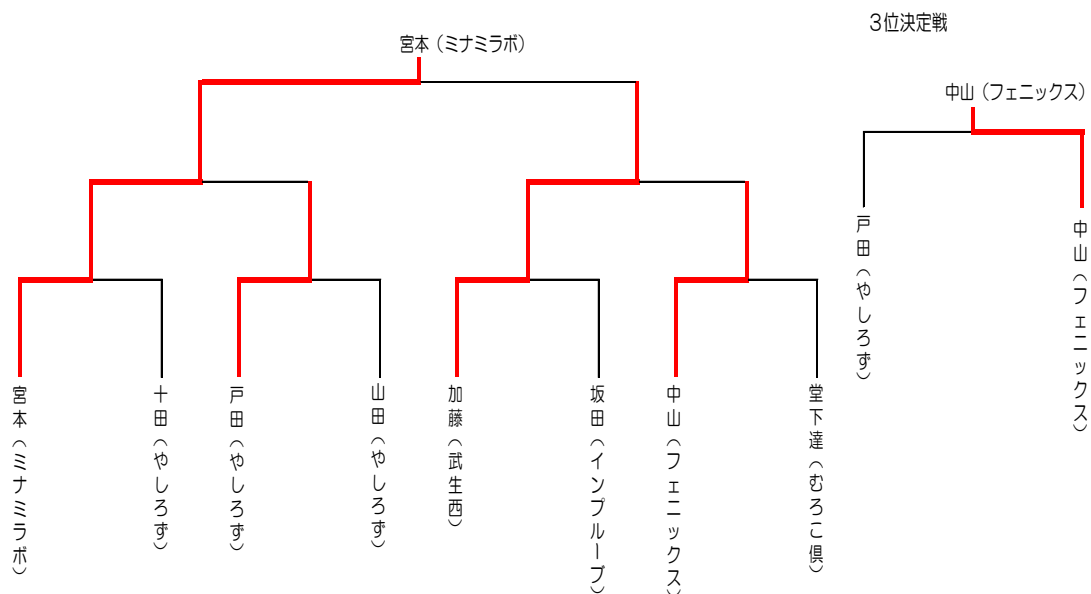 ３位決定戦
宮本（ミナミラボ）
中山（フェニックス）
戸田（やしろず）
中山（フェニックス）
宮本（ミナミラボ）
十田（やしろず）
戸田（やしろず）
山田（やしろず）
加藤（武生西）
坂田（インプループ）
中山（フェニックス）
堂下達（むろこ倶）